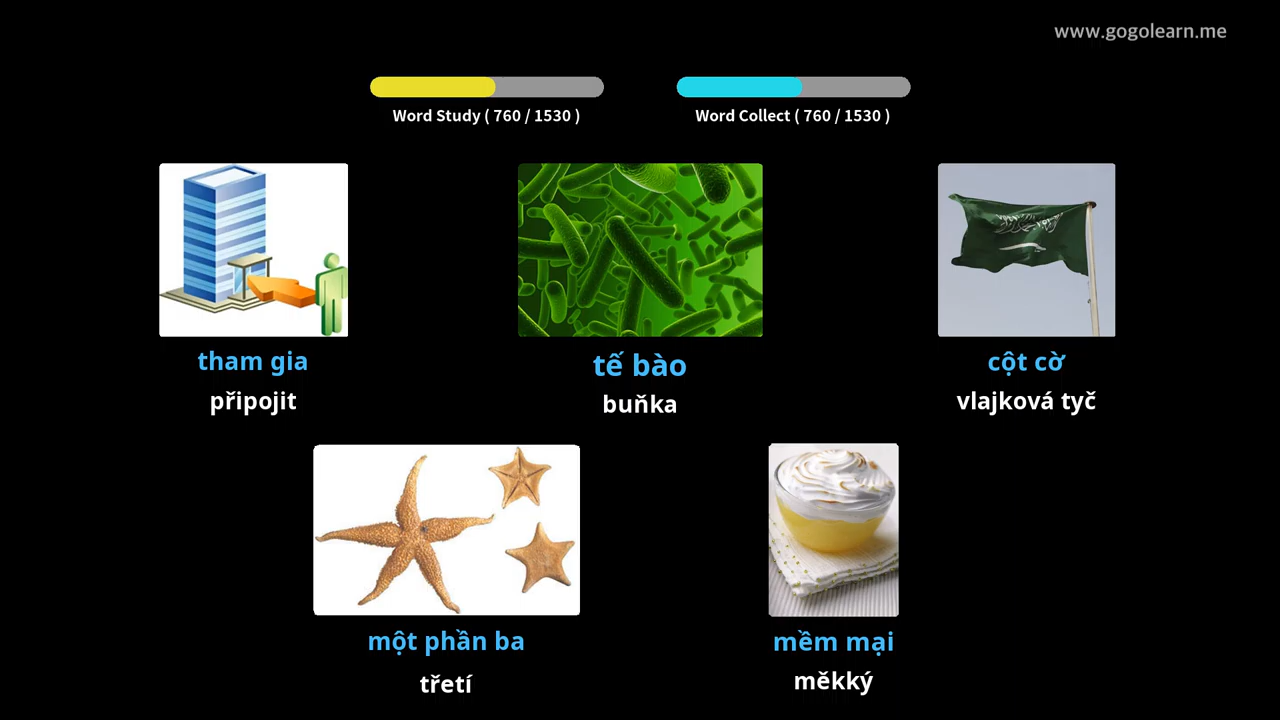 www.gogolearn.me
Word Study ( 760 / 1530 )
Word Collect ( 760 / 1530 )
tham gia
připojit
tế bào
buňka
cột cờ
vlajková tyč
một phần ba
třetí
mềm mại
měkký